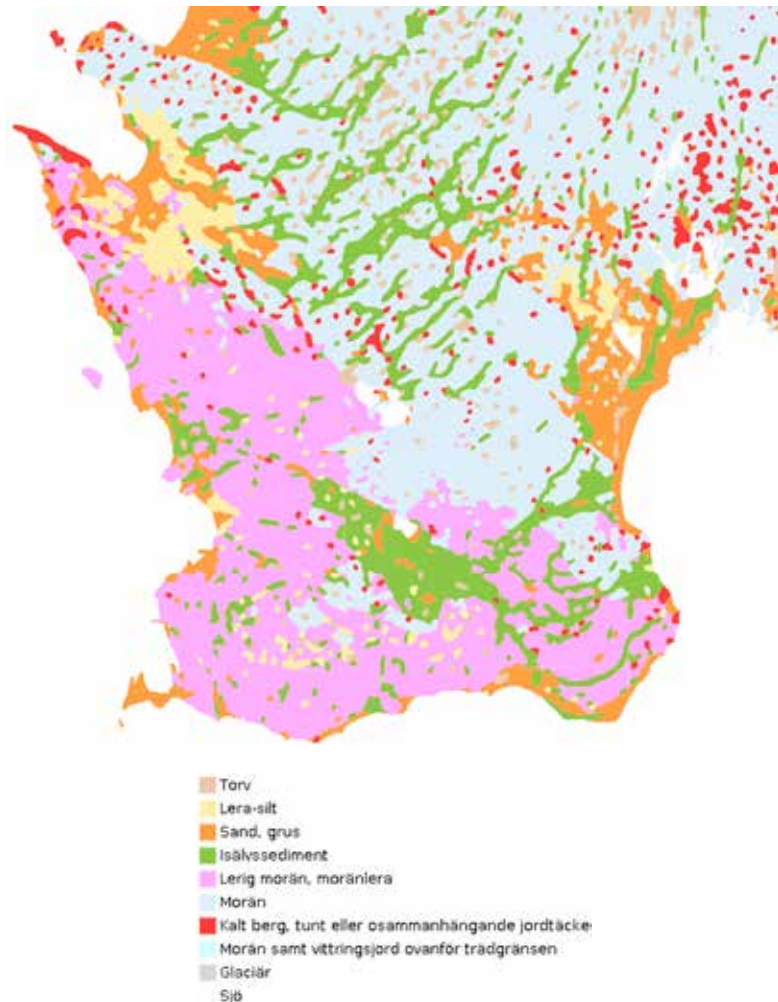 Torv
Lera-silt
Sand, grus
Isälvssediment
Lerig morän, moränlera
Morän
Kalt berg, tunt eller osammanhängande jordtäcke
Morän samt vittringsjord ovanför trädgränsen
Glaciär
Sjö